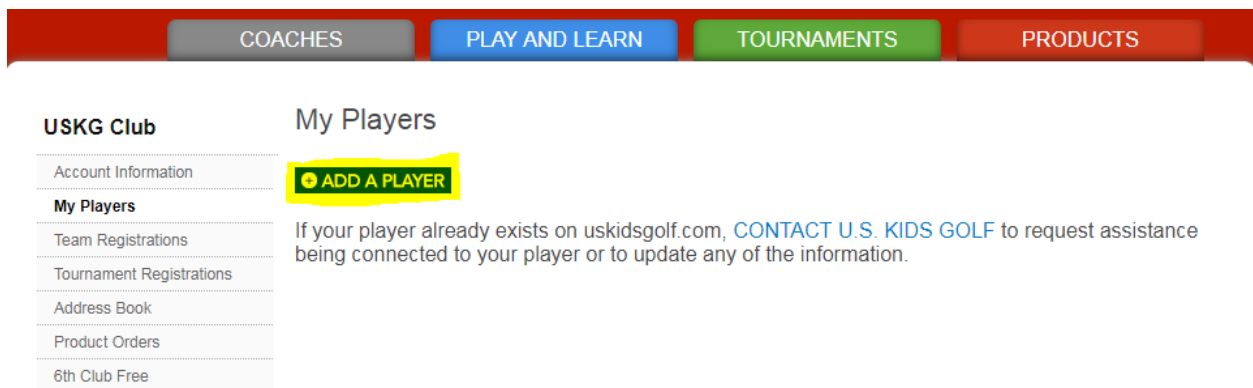 COACHES
PLAY AND LEARN
TOURNAMENTS
PRODUCTS
USKG Club
Account Information
My Players
Team Registrations
Tournament Registrations
Address Book
Product Orders
6th Club Free
My Players
ADD A PLAYER
If your player already exists on uskidsgolf.com, CONTACT U.S. KIDS GOLF to request assistance
being connected to your player or to update any of the information.